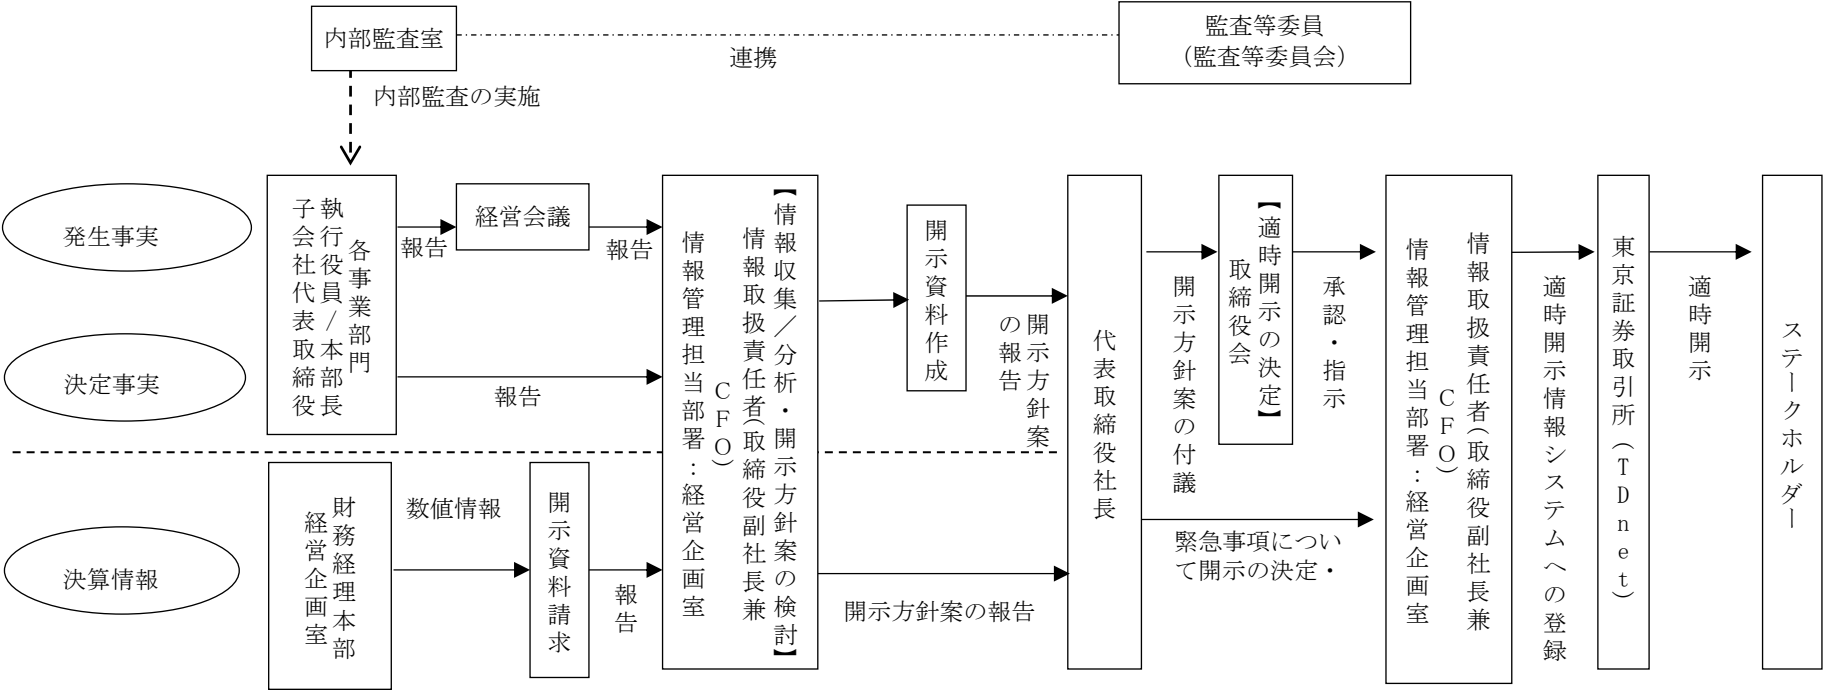 内部監査室
連携
監査等委員
（監査等委員会）
内部監査の実施
発生事実
決定事実
決算情報
各事業部門
執行役員/本部長
子会社代表取締役
報告
経営会議
報告
報告
財務経理本部
経営企画室
数値情報
開示資料請求
報告
【情報収集／分析・開示方針案の検討】
情報取扱責任者(取締役副社長兼
CFO)
情報管理担当部署：経営企画室
開示資料作成
開示方針案
の報告
開示方針案の報告
代表取締役社長
開示方針案の付議
【適時開示の決定】
取締役会
承認・指示
緊急事項につい
て開示の決定・
情報取扱責任者(取締役副社長兼
CFO)
情報管理担当部署：経営企画室
適時開示情報システムへの登録
東京証券取引所(TDnet)
適時開示
ステークホルダー